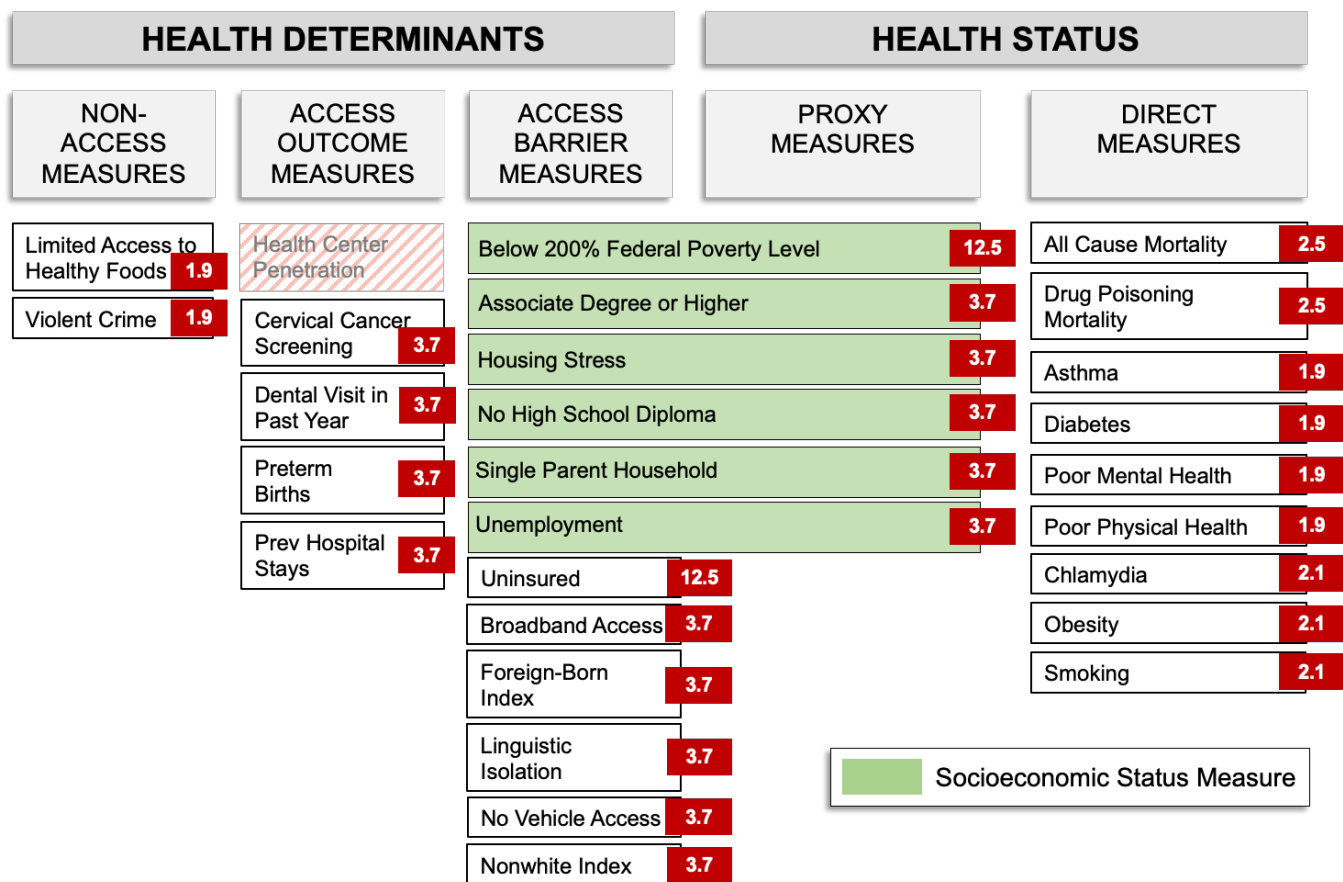 HEALTH DETERMINANTS
HEALTH STATUS
NON-
ACCESS
MEASURES
ACCESS
OUTCOME
MEASURES
ACCESS
BARRIER
MEASURES
PROXY
MEASURES
DIRECT
MEASURES
Limited Access to
Healthy Foods
1.9
Violent Crime
1.9
Health Center
Penetration
Cervical Cancer
Screening
3.7
Dental Visit in
Past Year
3.7
Preterm
Births
3.7
Prev Hospital
Stays
3.7
Below 200% Federal Poverty Level
12.5
Associate Degree or Higher
3.7
Housing Stress
3.7
No High School Diploma
3.7
Single Parent Household
3.7
Unemployment
3.7
Uninsured
12.5
Broadband Access
3.7
Foreign-Born
Index
3.7
Linguistic
Isolation
3.7
No Vehicle Access
3.7
Nonwhite Index
3.7
All Cause Mortality
2.5
Drug Poisoning
Mortality
2.5
Asthma
1.9
Diabetes
1.9
Poor Mental Health
1.9
Poor Physical Health
1.9
Chlamydia
2.1
Obesity
2.1
Smoking
2.1
Socioeconomic Status Measure